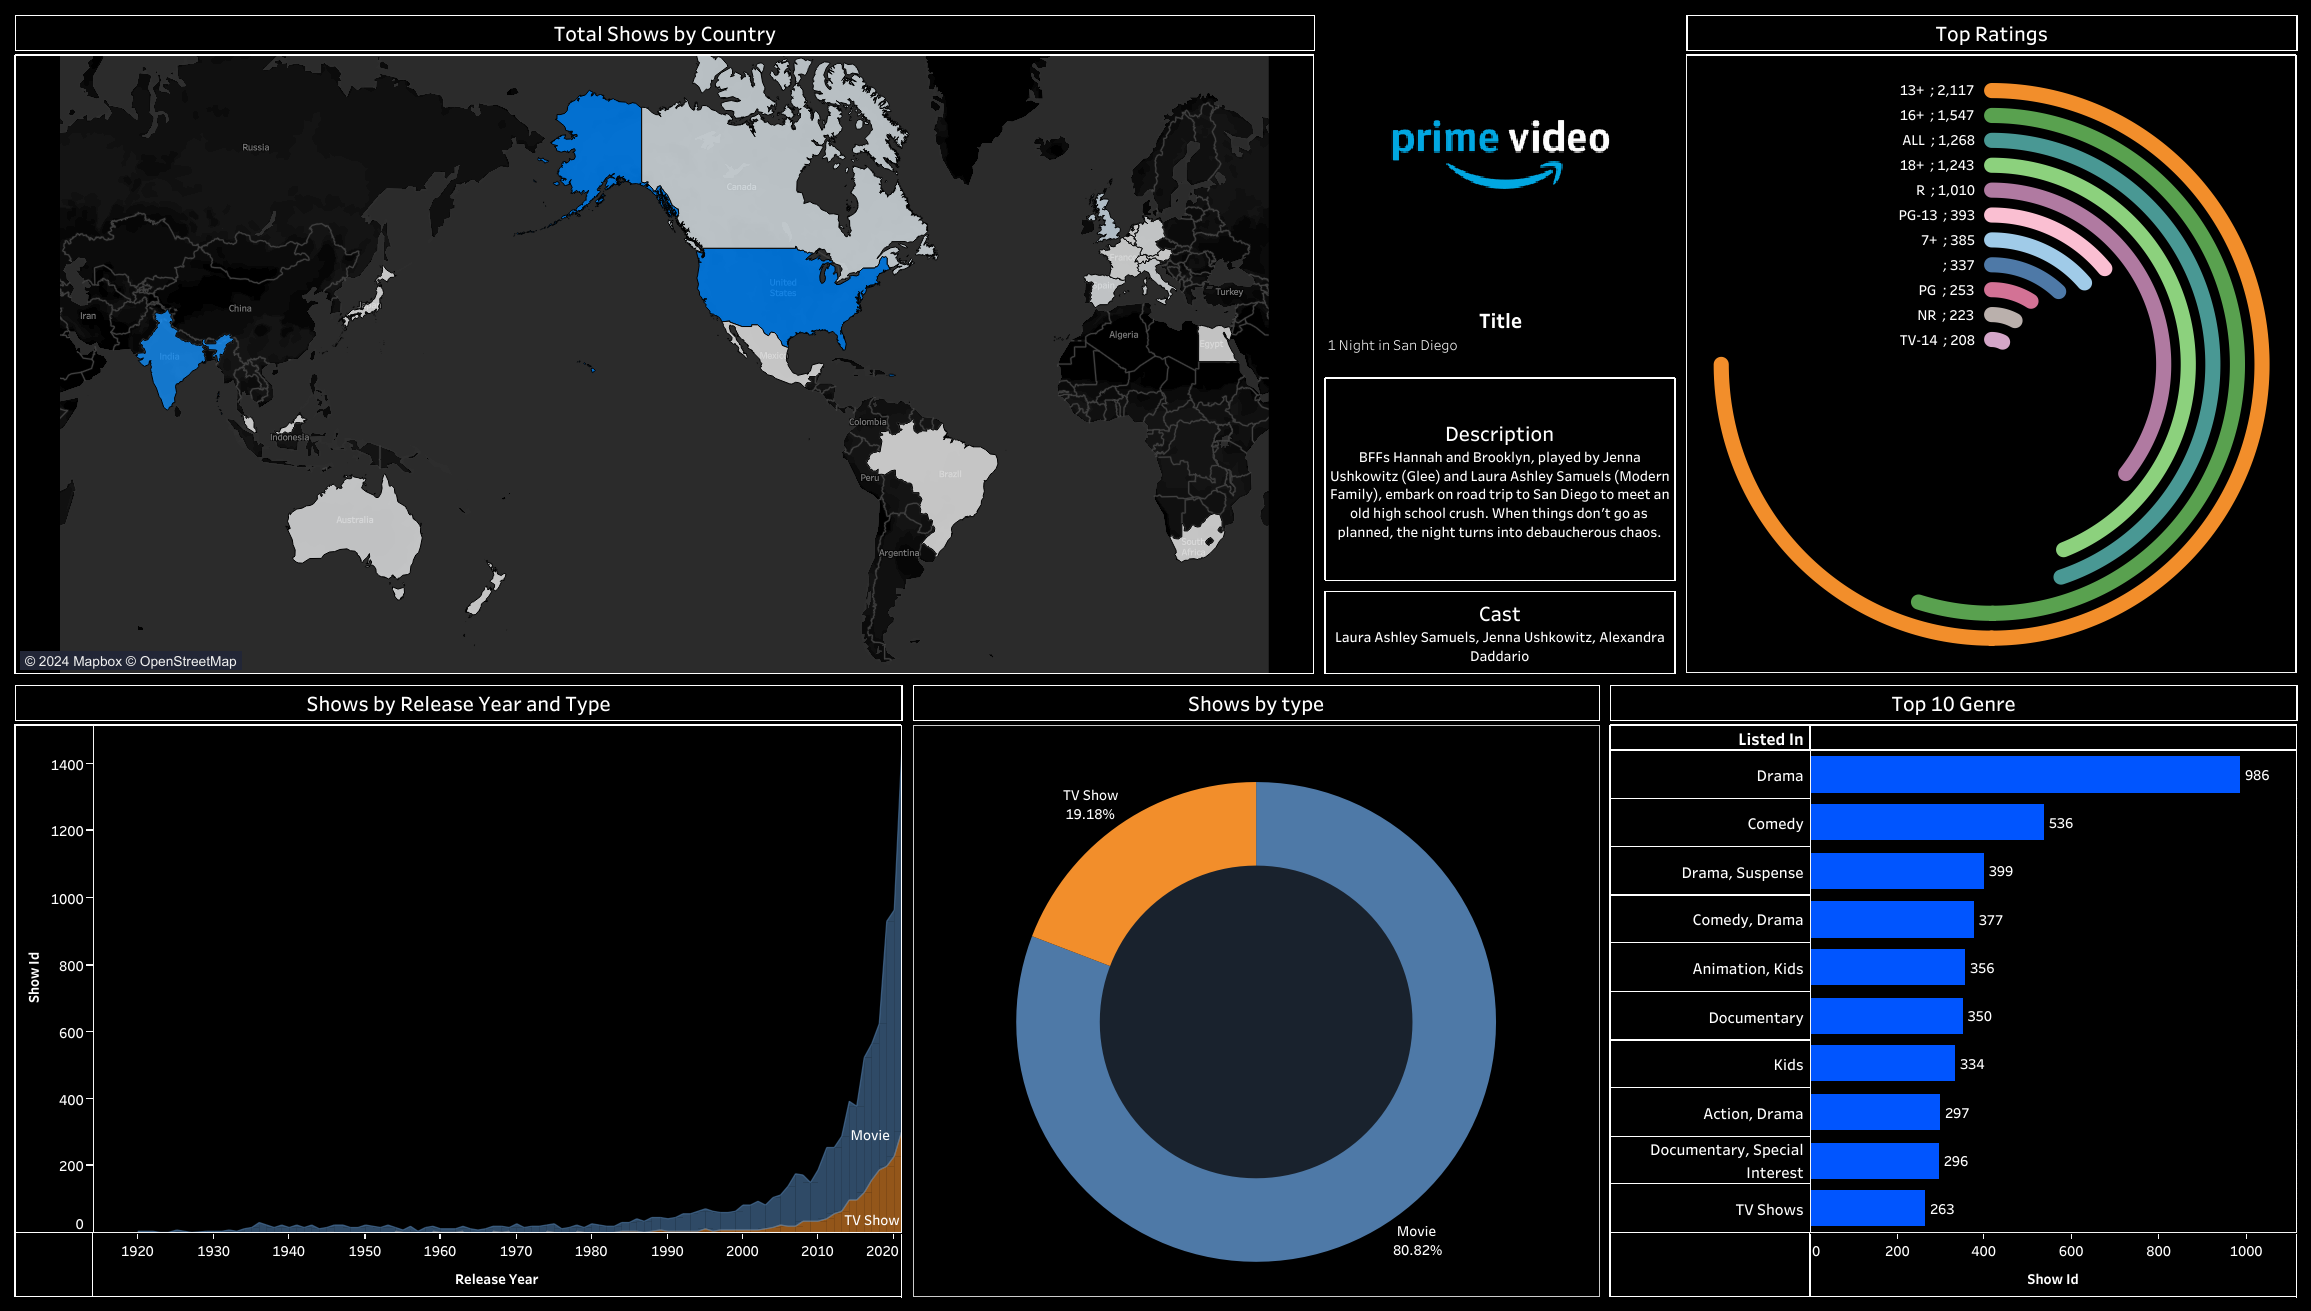 Total Shows by Country
Russia
Canada
United
States
China
Iran
India
Indonesia
Australia
Mexico
Colombia
Peru
Brazil
Argentina
France
Turkey
Algeria
Egypt
South
Africa
© 2024 Mapbox © OpenStreetMap
prime video
Title
1 Night in San Diego
Description
BFFs Hannah and Brooklyn, played by Jenna
Ushkowitz (Glee) and Laura Ashley Samuels (Modern
Family), embark on road trip to San Diego to meet an
old high school crush. When things don't go as
planned, the night turns into debaucherous chaos.
Cast
Laura Ashley Samuels, Jenna Ushkowitz, Alexandra
Daddario
Top Ratings
13+ ; 2,117
16+ ; 1,547
ALL ; 1,268
18+ ; 1,243
R ; 1,010
PG-13 ; 393
7+ ; 385
; 337
PG ; 253
NR ; 223
TV-14 ; 208
Shows by Release Year and Type
1400
1200
1000
800
600
400
200
0
Show Id
Movie
TV Show
1920 1930 1940 1950 1960 1970 1980 1990 2000 2010 2020
Release Year
Shows by type
TV Show
19.18%
Movie
80.82%
Top 10 Genre
Listed In
Drama 986
Comedy 536
Drama, Suspense 399
Comedy, Drama 377
Animation, Kids 356
Documentary 350
Kids 334
Action, Drama 297
Documentary, Special
Interest 296
TV Shows 263
0 200 400 600 800 1000
Show Id